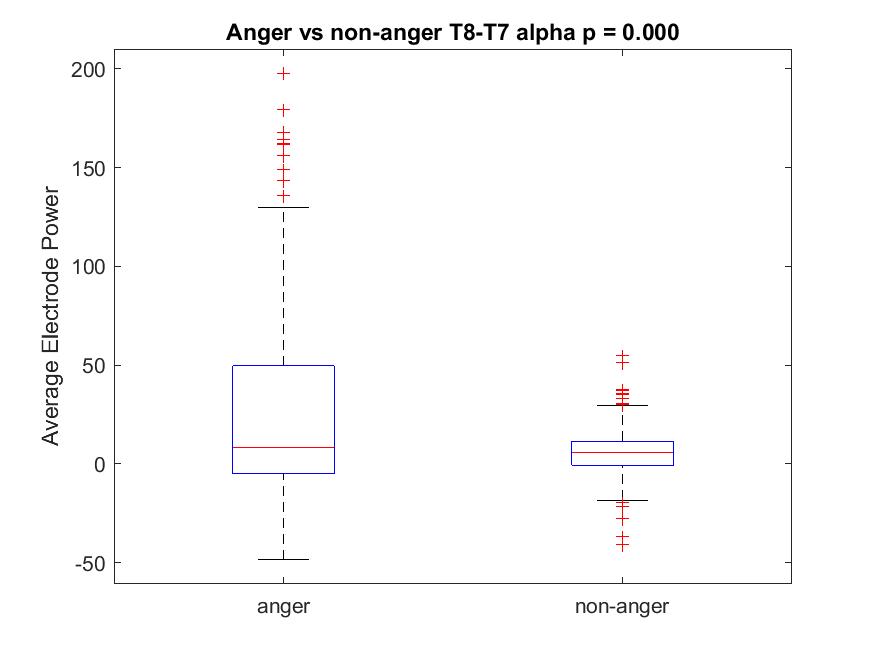 Anger vs non-anger T8-T7 alpha p = 0.000
Average Electrode Power
200
150
100
50
0
-50
anger
non-anger